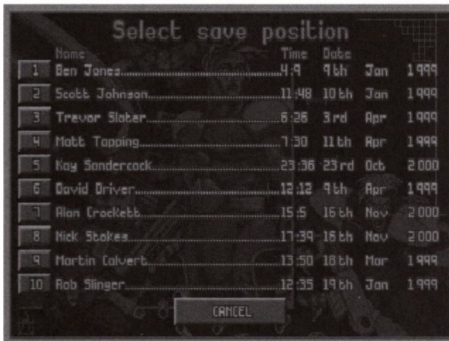 Select save position
Name Time Date
1 Ben Jones 4:9 9th Jan 1999
2 Scott Johnson 11:48 10th Jan 1999
3 Trevor Slater 6:26 3rd Apr 1999
4 Matt Tapping 7:30 11th Apr 1999
5 Kay Sandercock 23:36 23rd Oct 2000
6 David Driver 12:12 9th Apr 1999
7 Alan Crockett 15:5 16th Nov 2000
8 Nick Stokes 17:39 16th Nov 2000
9 Martin Calvert 13:50 18th Mar 1999
10 Rob Slinger 12:35 19th Jan 1999
CANCEL